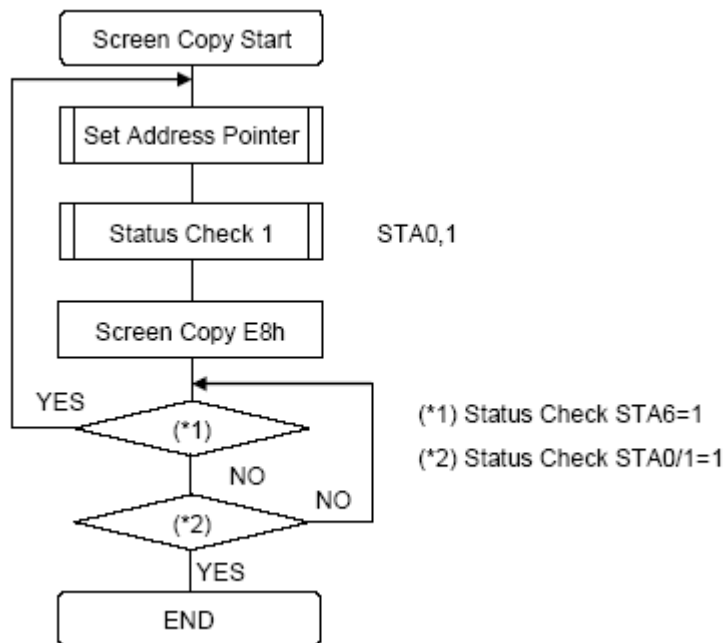 Screen Copy Start
Set Address Pointer
Status Check 1
STA0,1
Screen Copy E8h
YES
(*1)
(*1) Status Check STA6=1
NO
(*2) Status Check STA0/1=1
NO
(*2)
YES
END